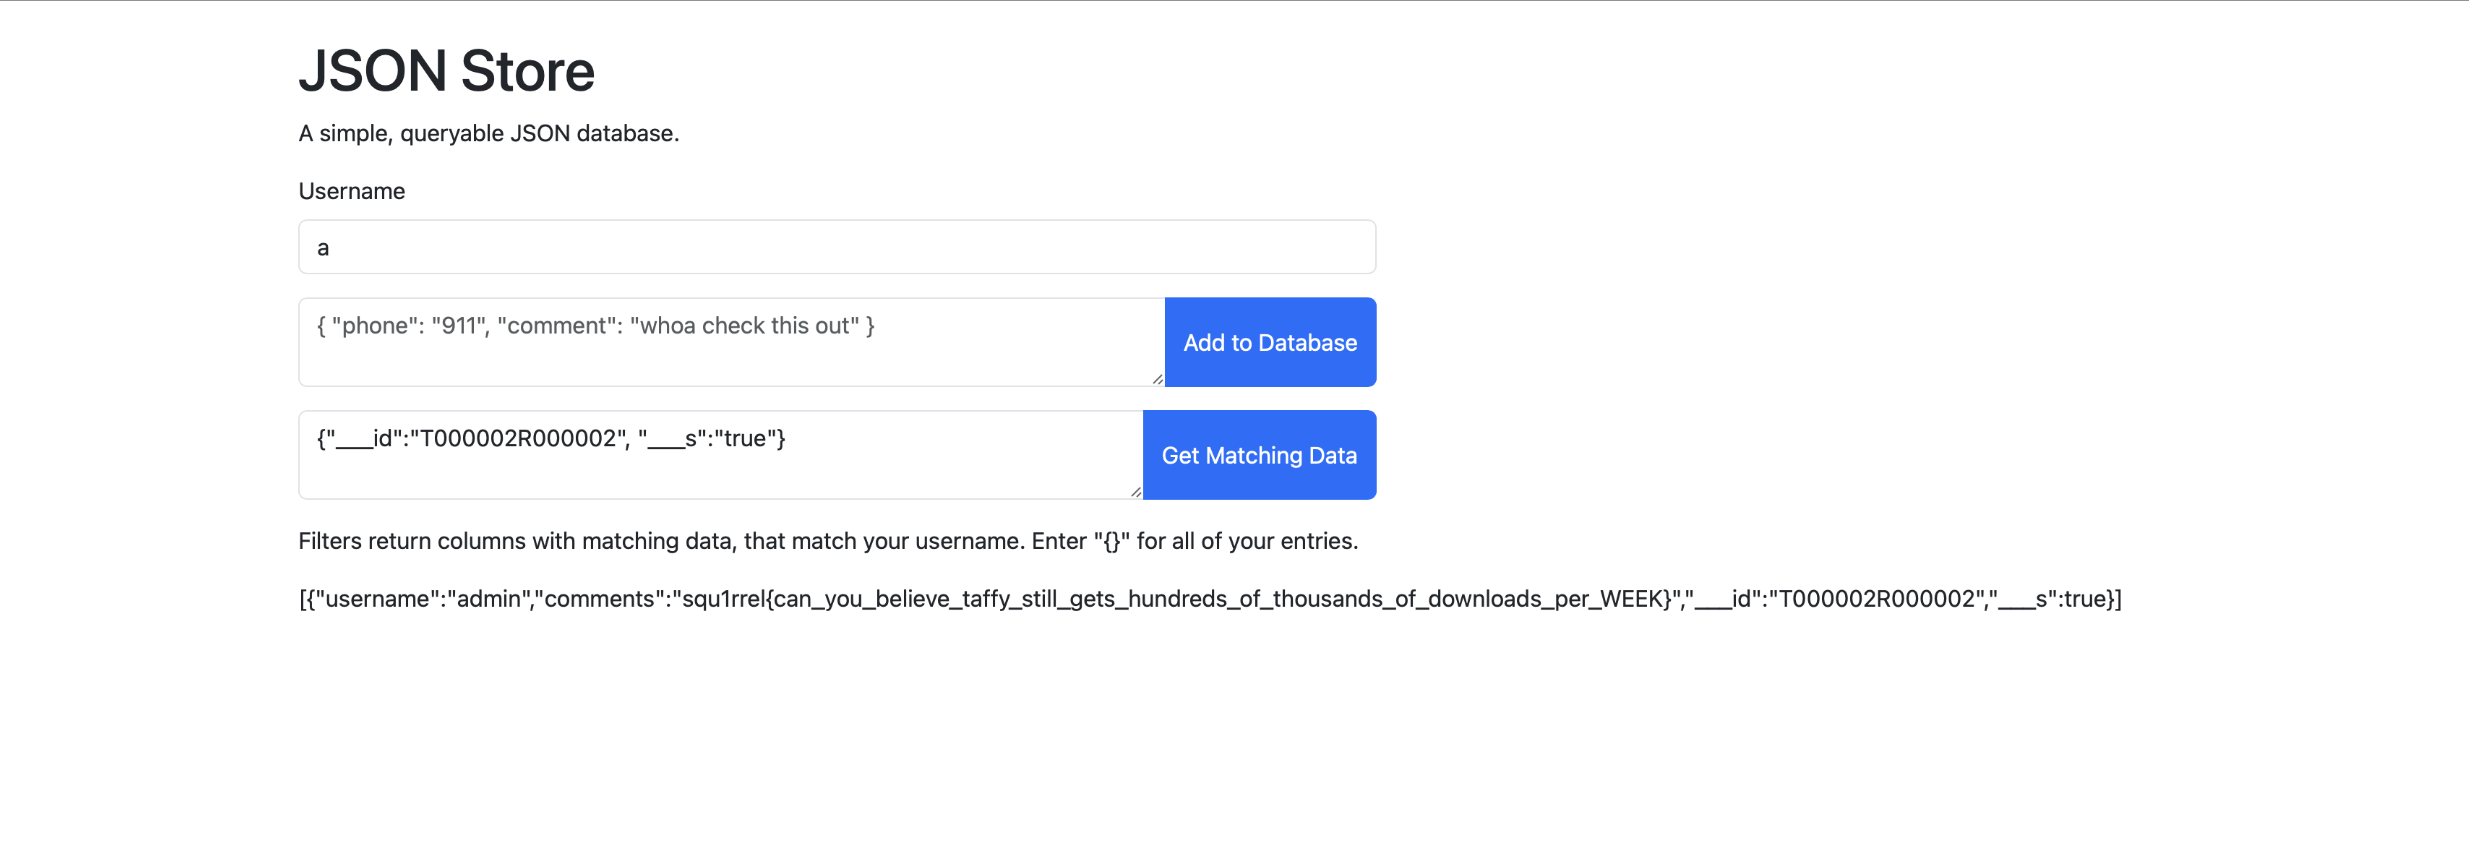 JSON Store
A simple, queryable JSON database.
Username
a
{ "phone": "911", "comment": "whoa check this out" }
Add to Database
{"___id":"T000002R000002", "___s":"true"}
Get Matching Data
Filters return columns with matching data, that match your username. Enter "{}" for all of your entries.
[{"username":"admin","comments":"squ1rrel{can_you_believe_taffy_still_gets_hundreds_of_thousands_of_downloads_per_WEEK}","___id":"T000002R000002","___s":true}]